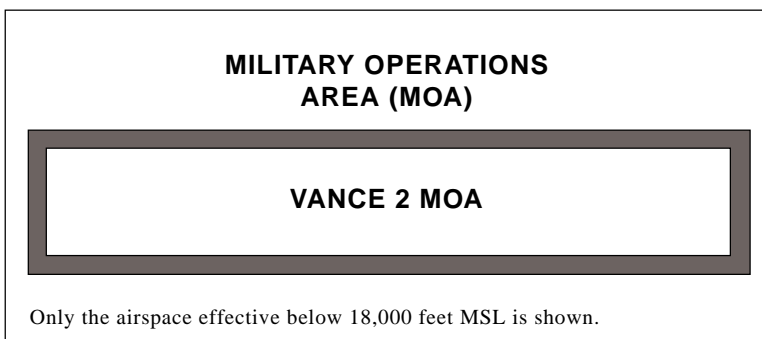 MILITARY OPERATIONS
AREA (MOA)
VANCE 2 MOA
Only the airspace effective below 18,000 feet MSL is shown.